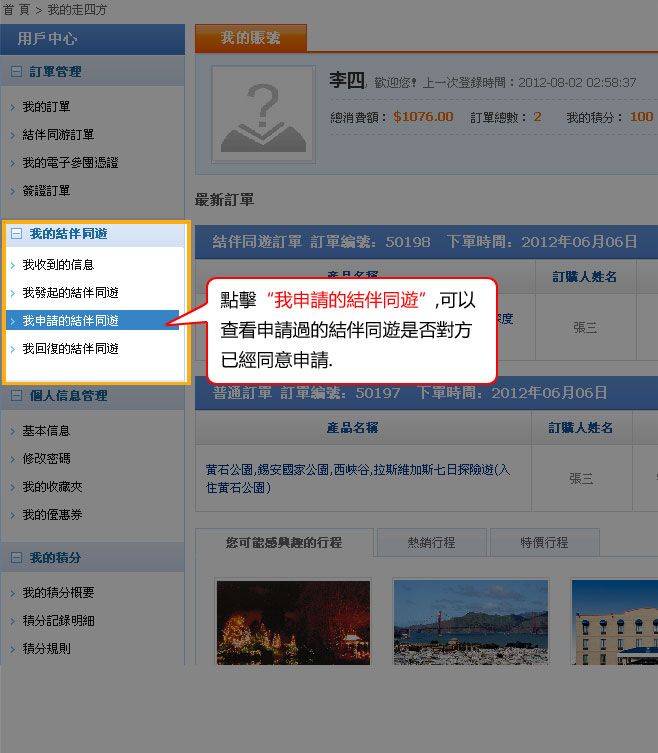 首 頁 > 我的走四方
用戶中心
訂單管理
我的訂單
結伴同游訂單
我的電子參團憑證
簽證訂單
我的結伴同遊
我收到的信息
我發起的結伴同遊
我申請的結伴同遊
我回復的結伴同遊
個人信息管理
基本信息
修改密碼
我的收藏夾
我的優惠券
我的積分
我的積分概要
積分記錄明細
積分規則
我的賬號
李四, 歡迎您! 上一次登錄時間：2012-08-02 02:58:37
總消費額： $1076.00 訂單總數： 2 我的積分： 100
最新訂單
結伴同遊訂單 訂單編號：50198 下單時間：2012年06月06日
產品名稱 訂購人姓名
深度
張三
點擊“我申請的結伴同遊”,可以
查看申請過的結伴同遊是否對方
已經同意申請.
普通訂單 訂單編號：50197 下單時間：2012年06月06日
產品名稱 訂購人姓名
黃石公園,錫安國家公園,西峽谷,拉斯維加斯七日探險遊(入
住黃石公園)
張三
您可能感興趣的行程 熱銷行程 特價行程